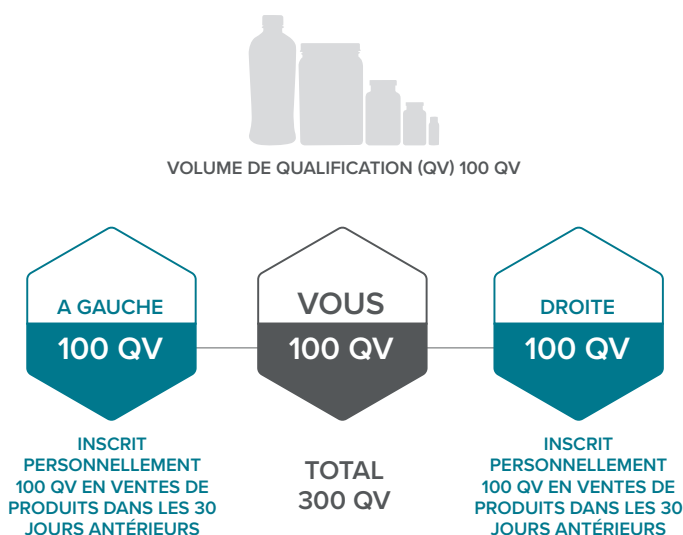 VOLUME DE QUALIFICATION (QV) 100 QV
A GAUCHE
100 QV
INSCRIT
PERSONNELLEMENT
100 QV EN VENTES DE
PRODUITS DANS LES 30
JOURS ANTÉRIEURS
VOUS
100 QV
TOTAL
300 QV
DROITE
100 QV
INSCRIT
PERSONNELLEMENT
100 QV EN VENTES DE
PRODUITS DANS LES 30
JOURS ANTÉRIEURS